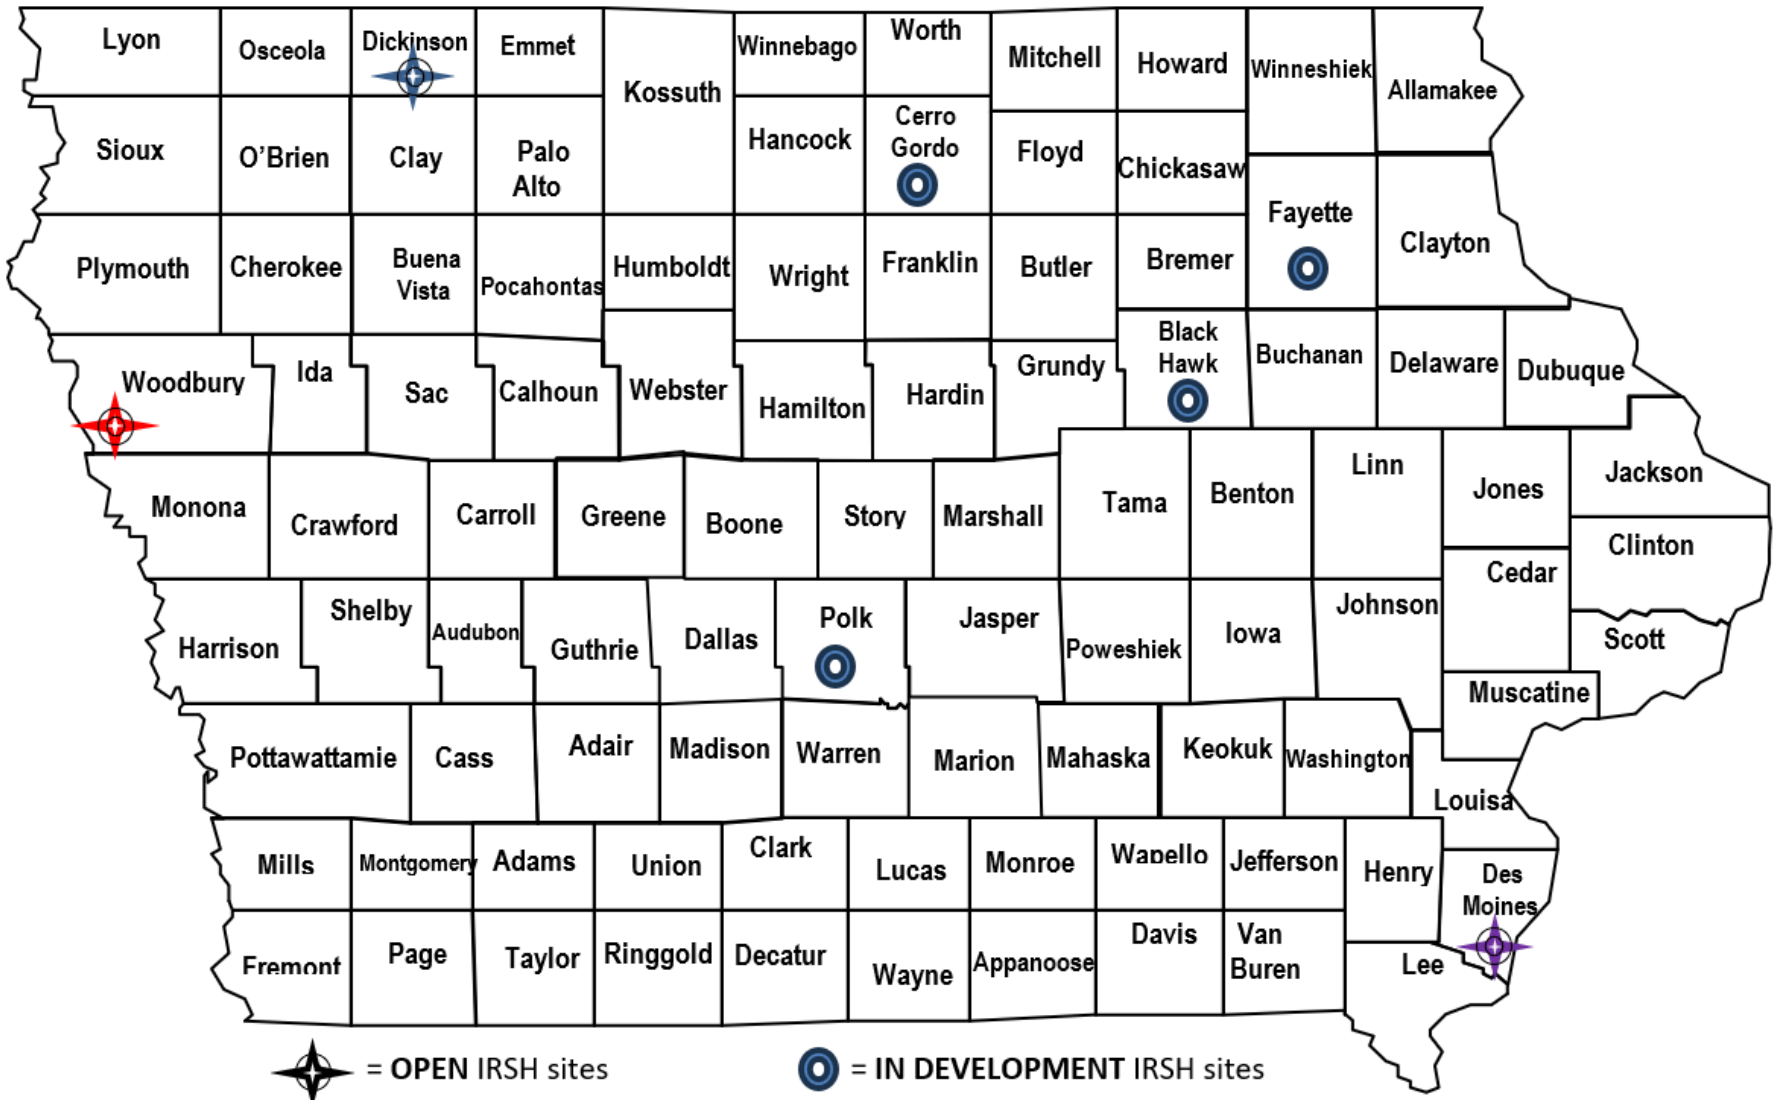 Lyon
Osceola
Dickinson
Emmet
Kossuth
Winnebago
Worth
Mitchell
Howard
Winneshiek
Allamakee
Sioux
O'Brien
Clay
Palo
Alto
Hancock
Cerro
Gordo
Floyd
Chickasaw
Fayette
Clayton
Plymouth
Cherokee
Buena
Vista
Pocahontas
Humboldt
Wright
Franklin
Butler
Bremer
Black
Hawk
Buchanan
Delaware
Dubuque
Woodbury
Ida
Sac
Calhoun
Webster
Hamilton
Hardin
Grundy
Monona
Crawford
Carroll
Greene
Boone
Story
Marshall
Tama
Benton
Linn
Jones
Jackson
Clinton
Cedar
Harrison
Shelby
Audubon
Guthrie
Dallas
Polk
Jasper
Poweshiek
Iowa
Johnson
Scott
Muscatine
Pottawattamie
Cass
Adair
Madison
Warren
Marion
Mahaska
Keokuk
Washington
Louisa
Mills
Montgomery
Adams
Union
Clark
Lucas
Monroe
Wapello
Jefferson
Henry
Des
Moines
Fremont
Page
Taylor
Ringgold
Decatur
Wayne
Appanoose
Davis
Van
Buren
Lee
= OPEN IRSH sites
= IN DEVELOPMENT IRSH sites